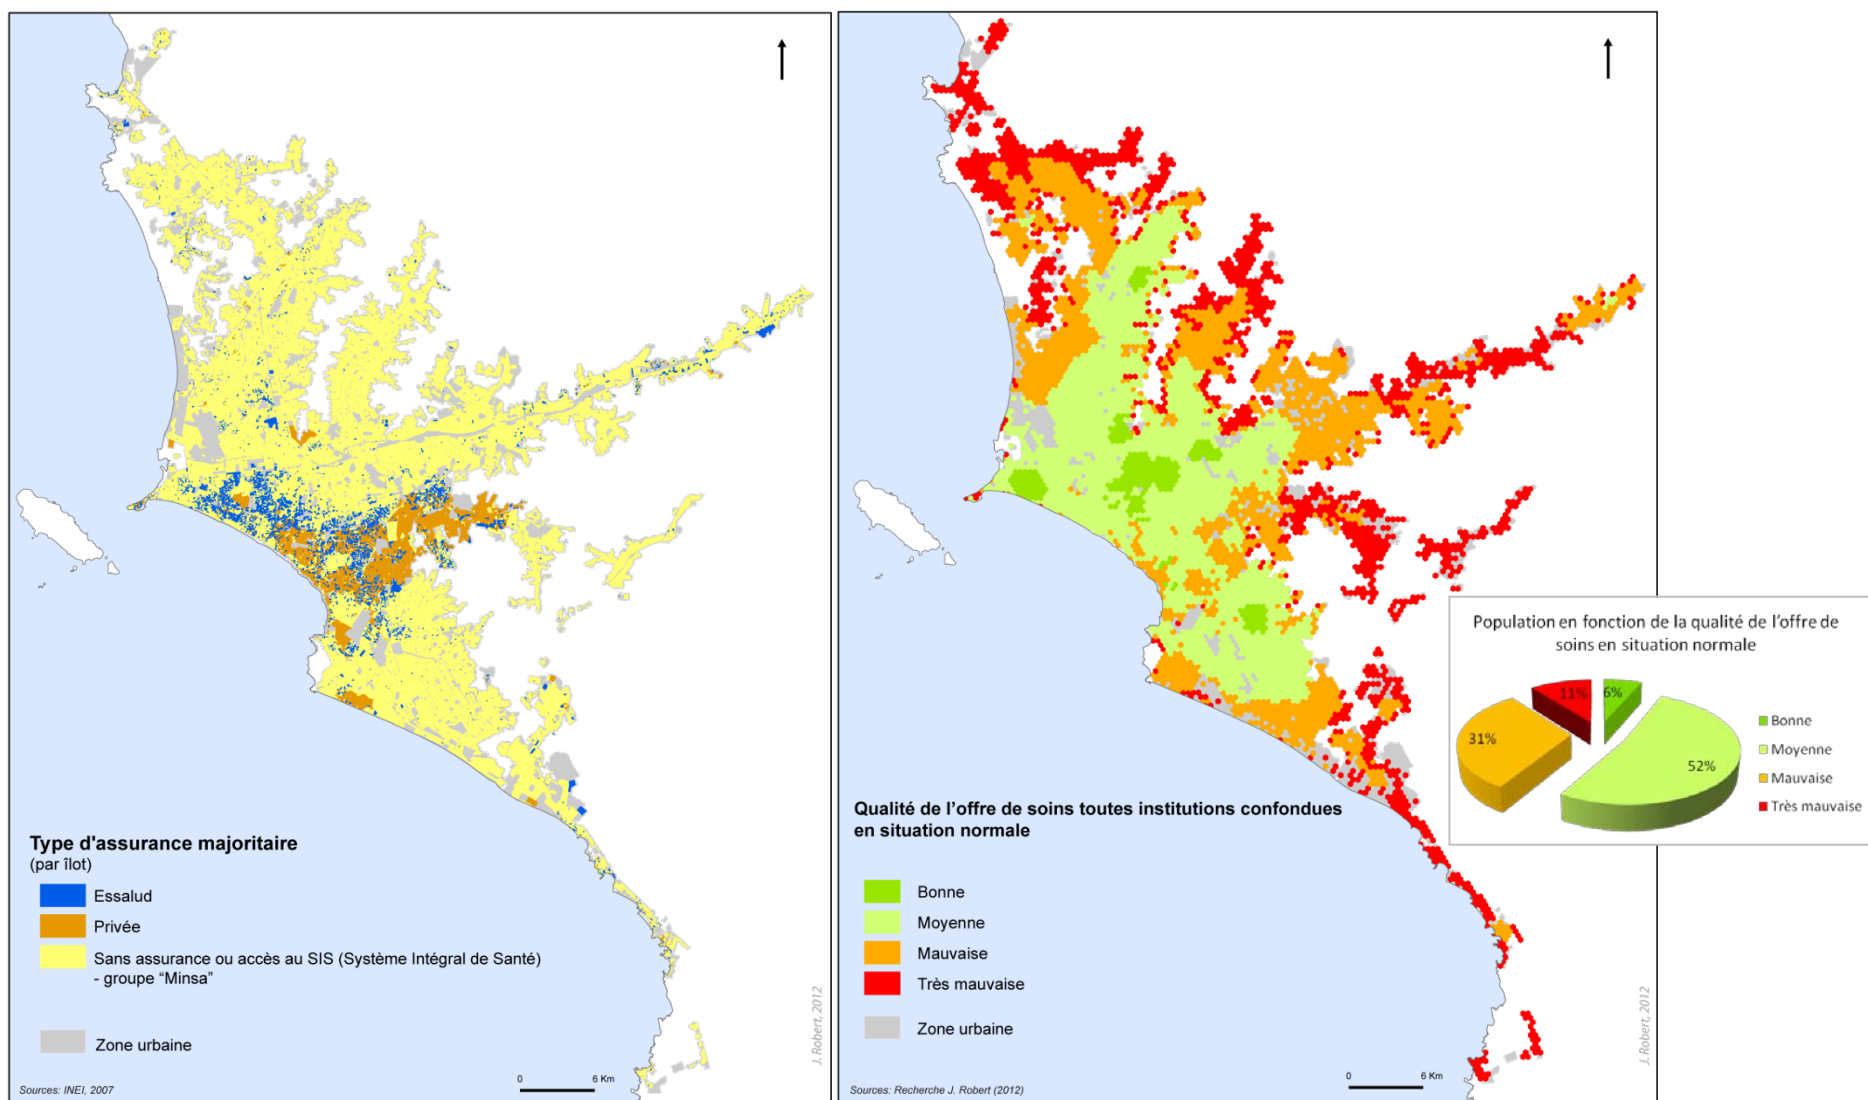 Type d'assurance majoritaire
(par îlot)
Essalud
Privée
Sans assurance ou accès au SIS (Système Intégral de Santé)
- groupe “Minsa”
Zone urbaine
Sources: INEI, 2007
0 6 Km
J. Robert, 2012
Qualité de l’offre de soins toutes institutions confondues
en situation normale
Bonne
Moyenne
Mauvaise
Très mauvaise
Zone urbaine
Sources: Recherche J. Robert (2012)
0 6 Km
J. Robert, 2012
Population en fonction de la qualité de l’offre de
soins en situation normale
11%
6%
31%
52%
Bonne
Moyenne
Mauvaise
Très mauvaise